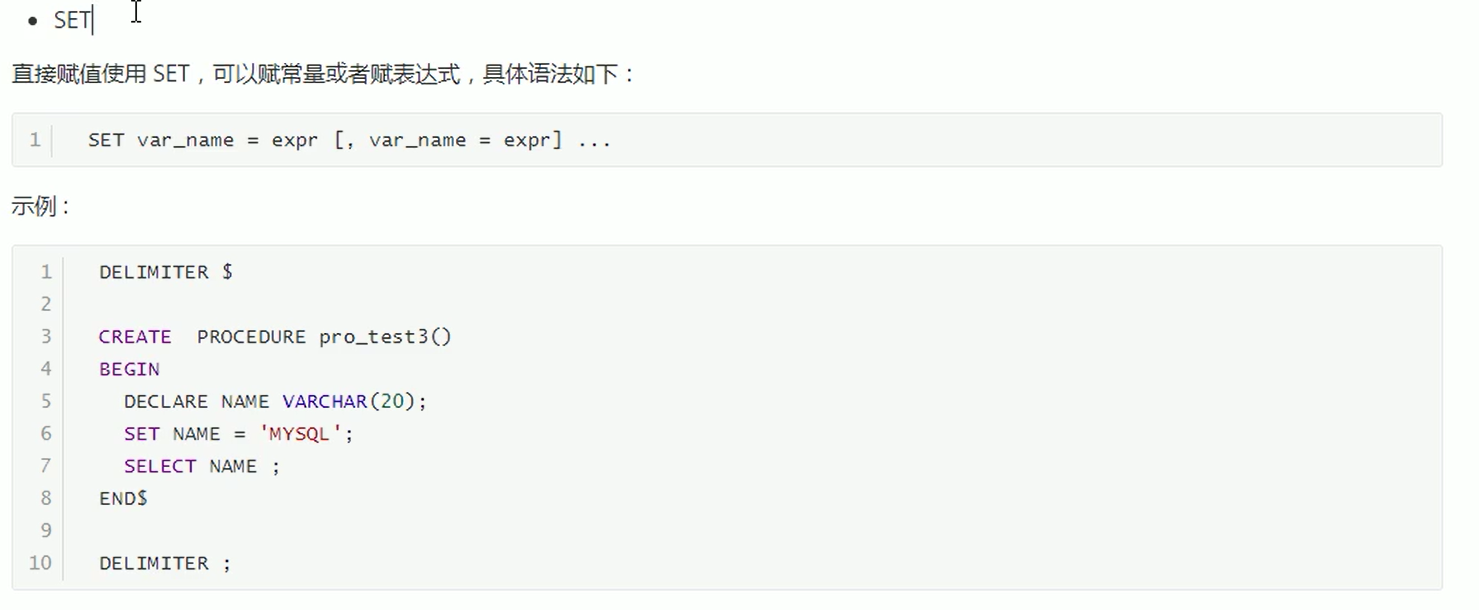 • SET
直接赋值使用 SET，可以赋常量或者赋表达式，具体语法如下：
1 SET var_name = expr [, var_name = expr] ...
示例：
1 DELIMITER $
2
3 CREATE  PROCEDURE pro_test3()
4 BEGIN
5   DECLARE NAME VARCHAR(20);
6   SET NAME = 'MYSQL';
7   SELECT NAME ;
8 END$
9
10 DELIMITER ;